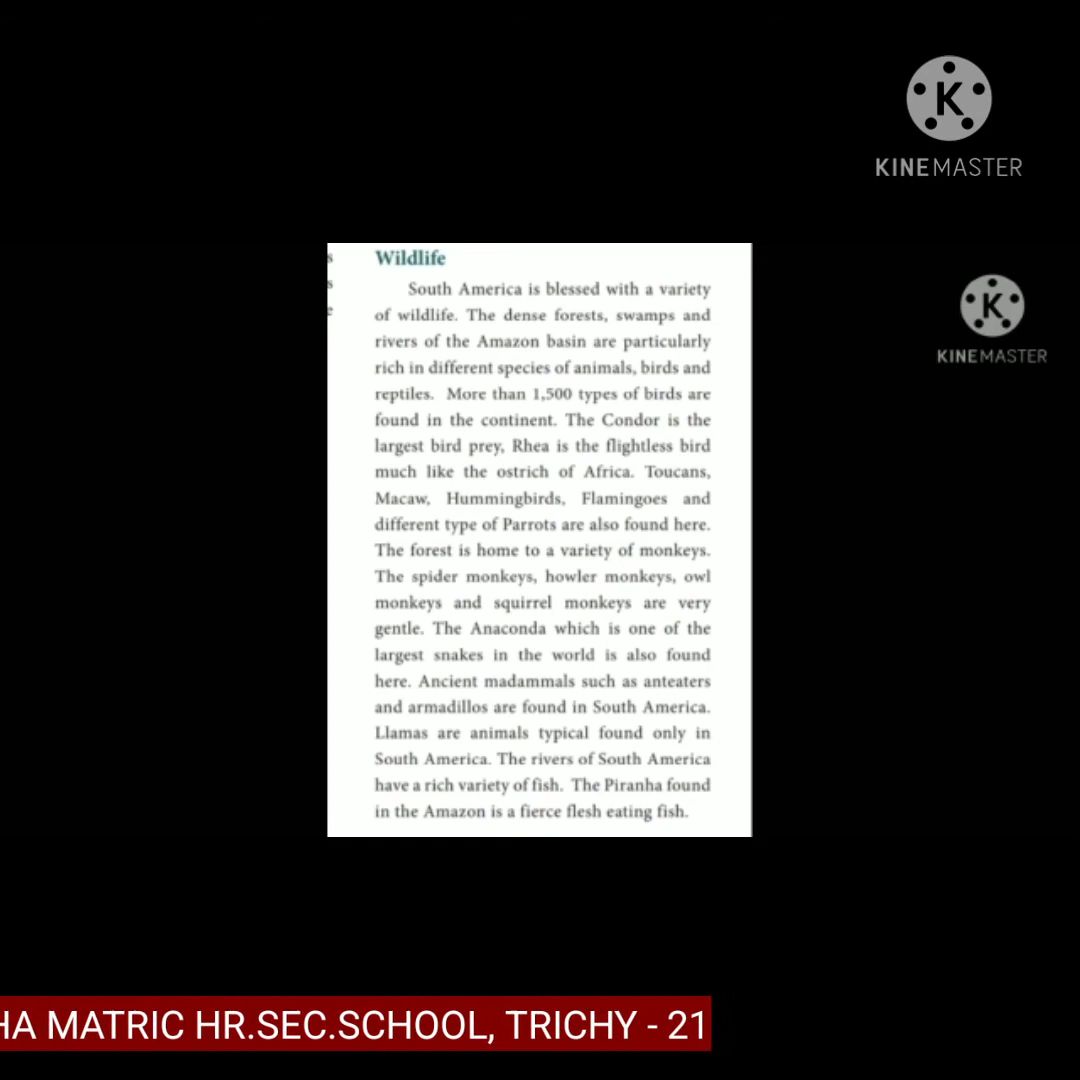 KINEMASTER
KINEMASTER
s
s
e
Wildlife
South America is blessed with a variety
of wildlife. The dense forests, swamps and
rivers of the Amazon basin are particularly
rich in different species of animals, birds and
reptiles. More than 1,500 types of birds are
found in the continent. The Condor is the
largest bird prey, Rhea is the flightless bird
much like the ostrich of Africa. Toucans,
Macaw, Hummingbirds, Flamingoes and
different type of Parrots are also found here.
The forest is home to a variety of monkeys.
The spider monkeys, howler monkeys, owl
monkeys and squirrel monkeys are very
gentle. The Anaconda which is one of the
largest snakes in the world is also found
here. Ancient madammals such as anteaters
and armadillos are found in South America.
Llamas are animals typical found only in
South America. The rivers of South America
have a rich variety of fish. The Piranha found
in the Amazon is a fierce flesh eating fish.
HA MATRIC HR.SEC.SCHOOL, TRICHY - 21